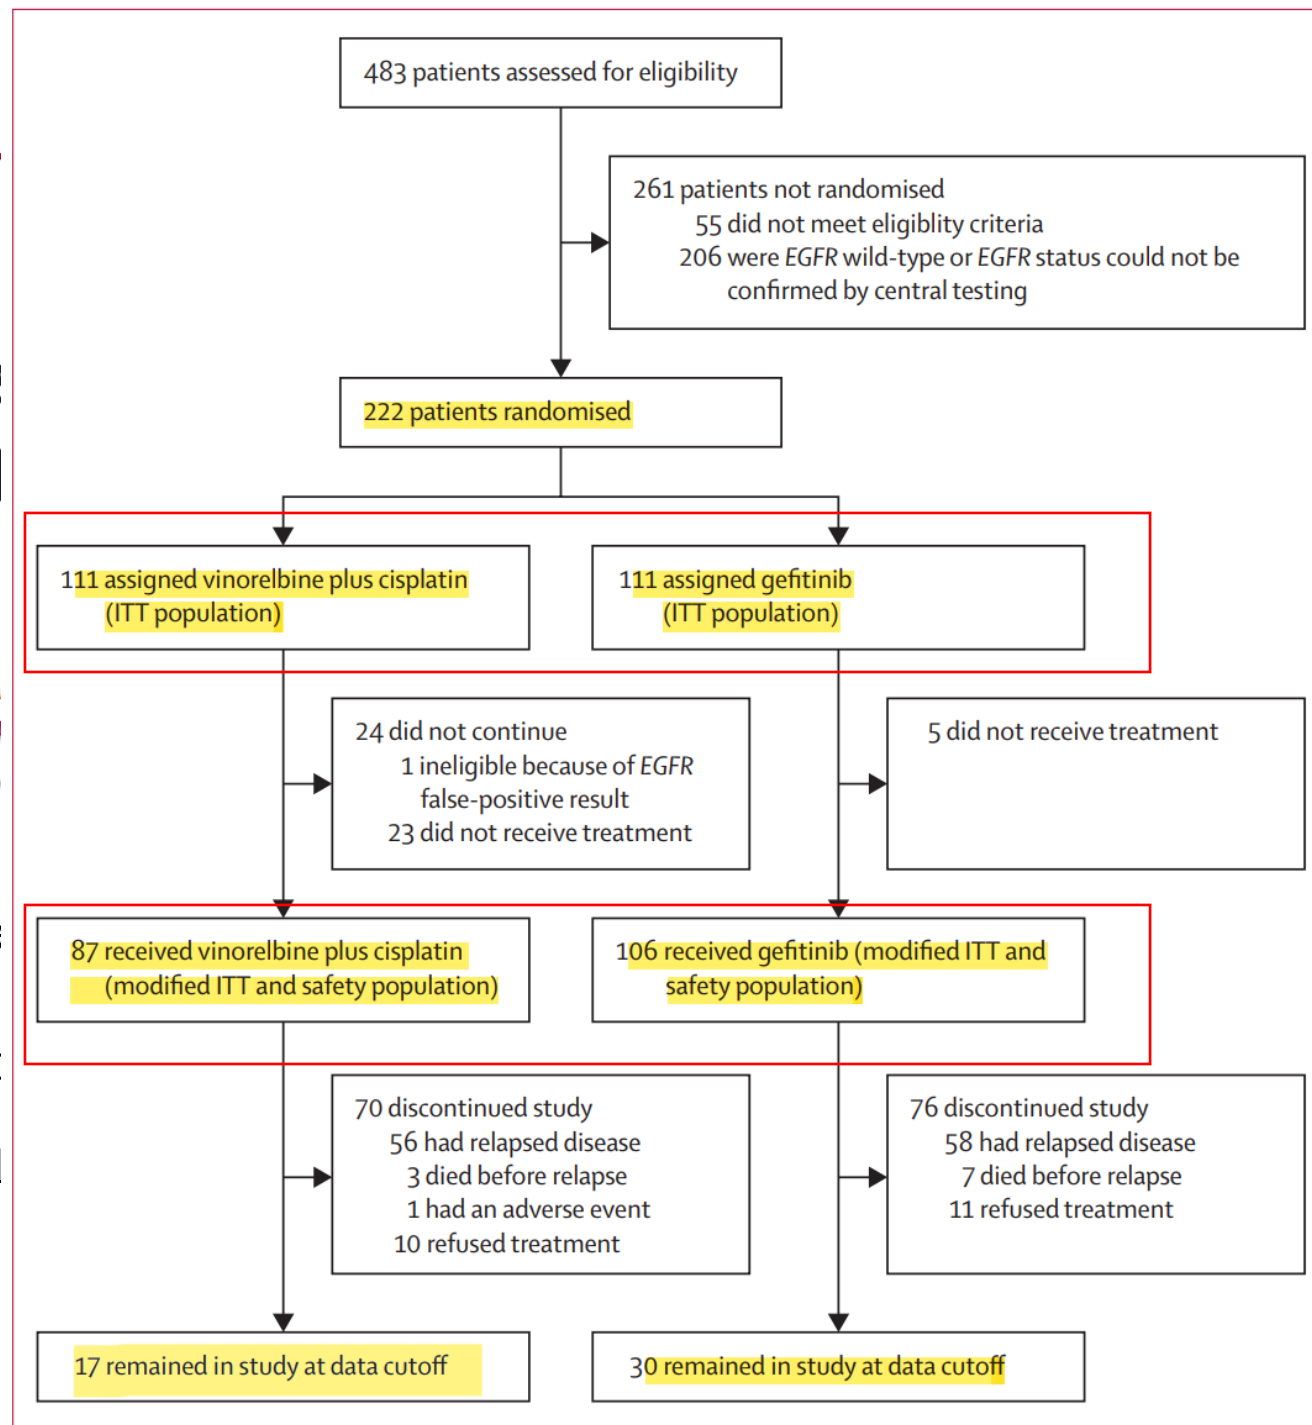 483 patients assessed for eligibility
261 patients not randomised
55 did not meet eligiblity criteria
206 were EGFR wild-type or EGFR status could not be
confirmed by central testing
222 patients randomised
111 assigned vinorelbine plus cisplatin
(ITT population)
111 assigned gefitinib
(ITT population)
24 did not continue
1 ineligible because of EGFR
false-positive result
23 did not receive treatment
5 did not receive treatment
87 received vinorelbine plus cisplatin
(modified ITT and safety population)
106 received gefitinib (modified ITT and
safety population)
70 discontinued study
56 had relapsed disease
3 died before relapse
1 had an adverse event
10 refused treatment
76 discontinued study
58 had relapsed disease
7 died before relapse
11 refused treatment
17 remained in study at data cutoff
30 remained in study at data cutoff